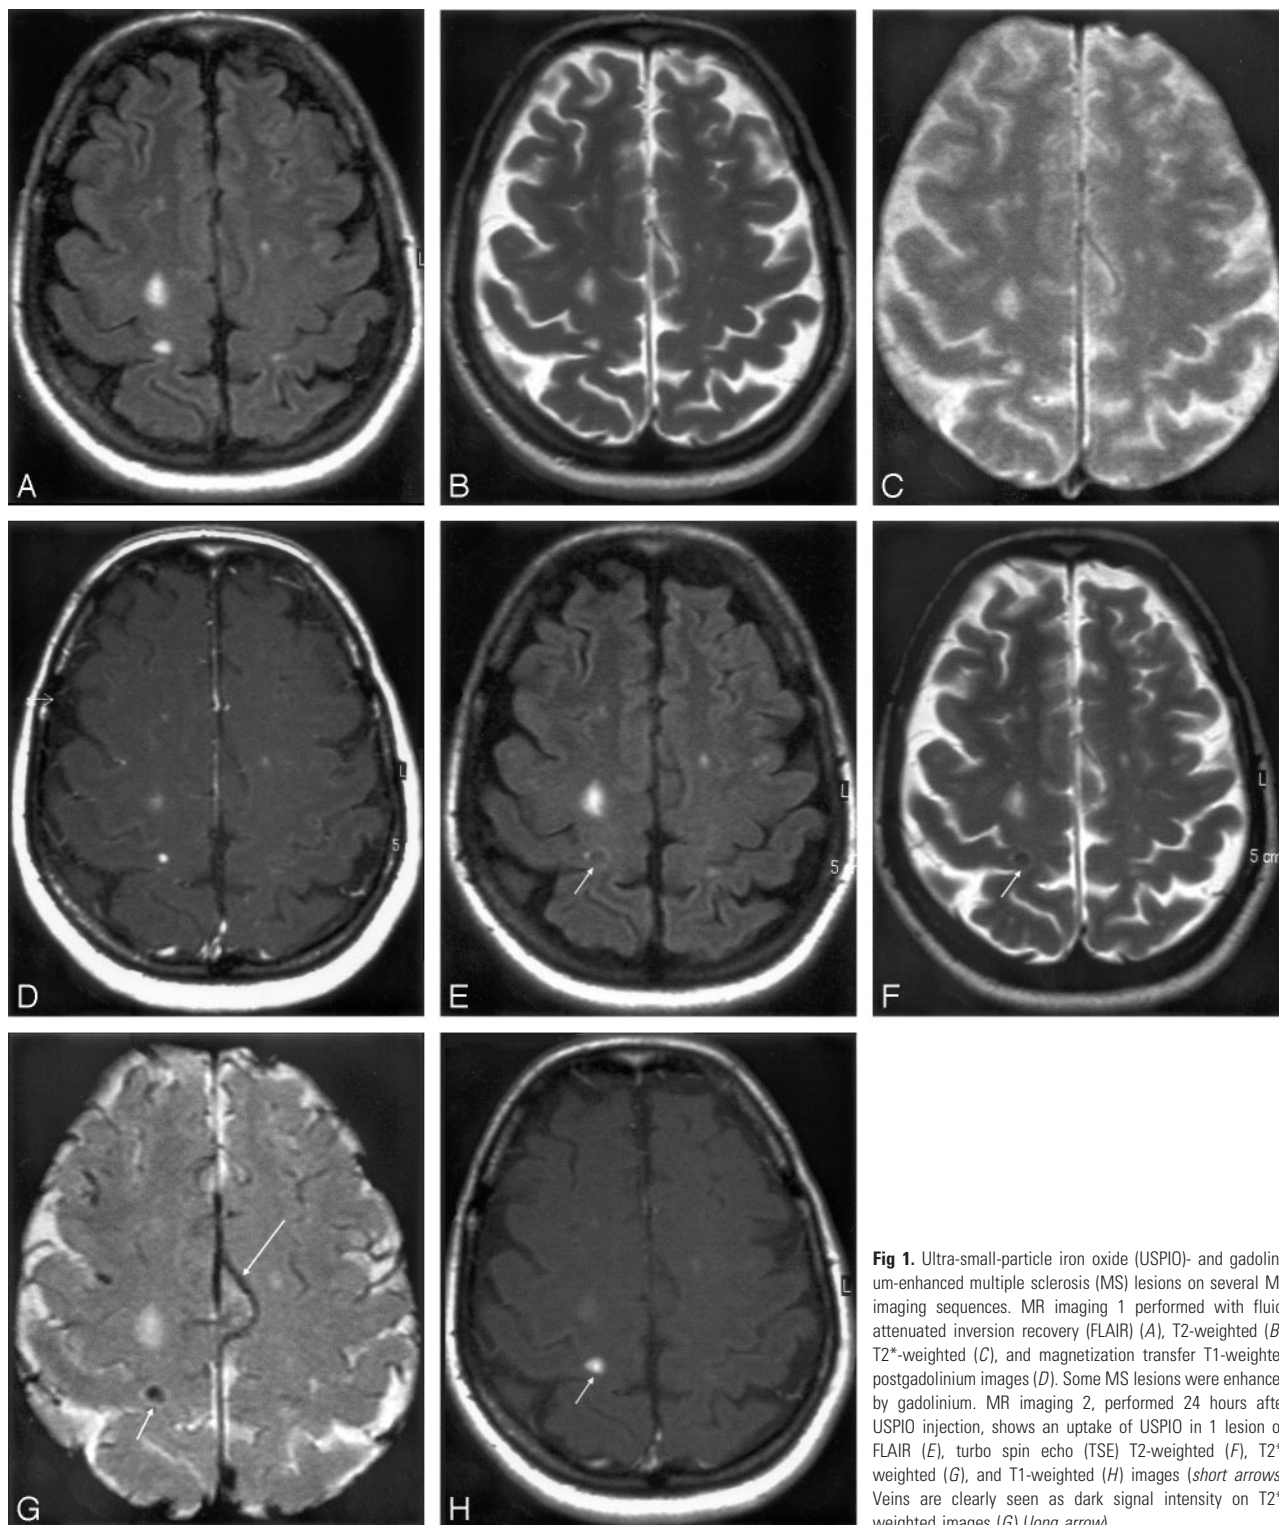 L
A
B
C
L
5
D
L
5
E
L
5 cm
F
G
L
H
Fig 1. Ultra-small-particle iron oxide (USPIO)- and gadolin
um-enhanced multiple sclerosis (MS) lesions on several M
imaging sequences. MR imaging 1 performed with fluid
attenuated inversion recovery (FLAIR) (A), T2-weighted (B
T2*-weighted (C), and magnetization transfer T1-weighte
postgadolinium images (D). Some MS lesions were enhance
by gadolinium. MR imaging 2, performed 24 hours afte
USPIO injection, shows an uptake of USPIO in 1 lesion o
FLAIR (E), turbo spin echo (TSE) T2-weighted (F), T2*
weighted (G), and T1-weighted (H) images (short arrows
Veins are clearly seen as dark signal intensity on T2*
weighted images (G) (long arrow)